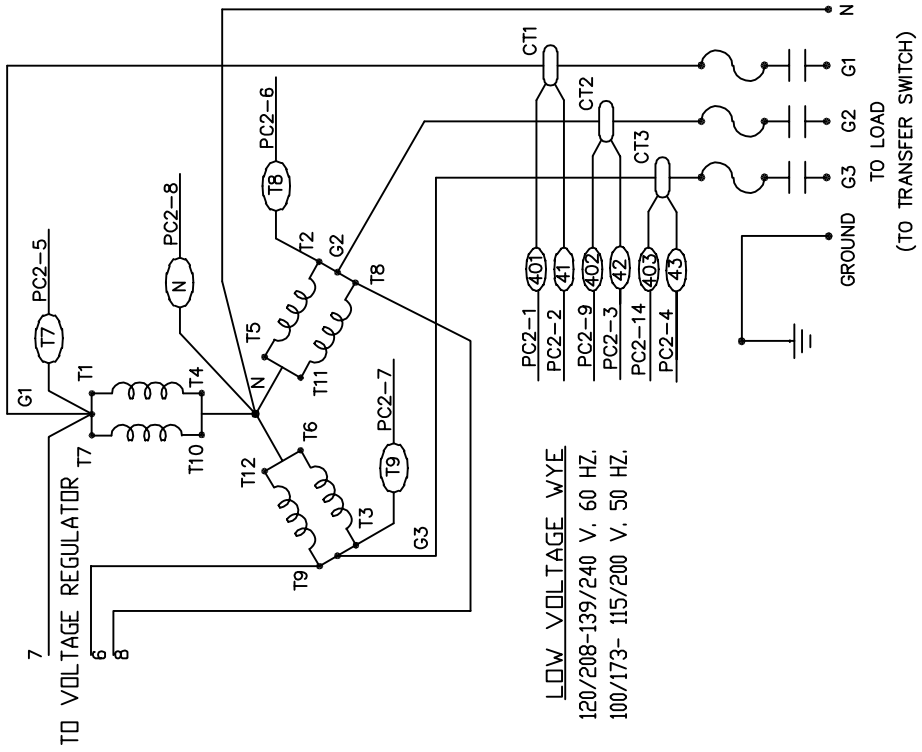 N
G1
G2
G3
GROUND
TO LOAD
(TO TRANSFER SWITCH)
CT1
CT2
CT3
PC2-1 401
PC2-2 41
PC2-9 402
PC2-3 42
PC2-14 403
PC2-4 43
PC2-6
T8
PC2-8
N
PC2-5
T7
PC2-7
T9
G1
T7 T1
T10 T4
N
T5 T2
G2
T11 T8
T12 T6
T9 T3
G3
7
TO VOLTAGE REGULATOR
6
8
LOW VOLTAGE WYE
120/208-139/240 V. 60 HZ.
100/173- 115/200 V. 50 HZ.